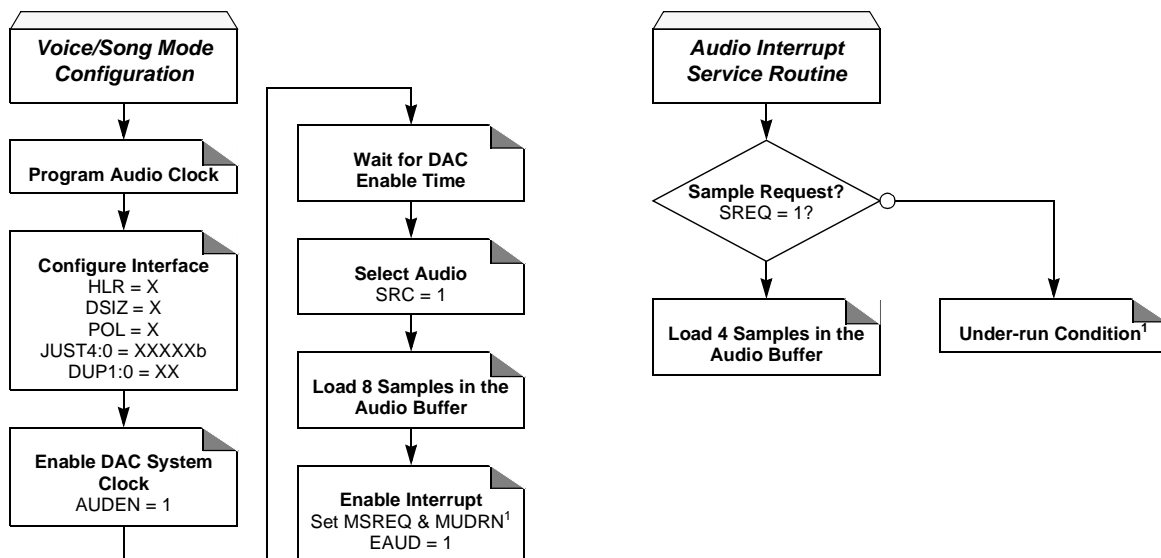 Voice/Song Mode
Configuration
Program Audio Clock
Configure Interface
HLR = X
DSIZ = X
POL = X
JUST4:0 = XXXXXb
DUP1:0 = XX
Enable DAC System
Clock
AUDEN = 1
Wait for DAC
Enable Time
Select Audio
SRC = 1
Load 8 Samples in the
Audio Buffer
Enable Interrupt
Set MSREQ & MUDRN¹
EAUD = 1
Audio Interrupt
Service Routine
Sample Request?
SREQ = 1?
Load 4 Samples in the
Audio Buffer
Under-run Condition¹